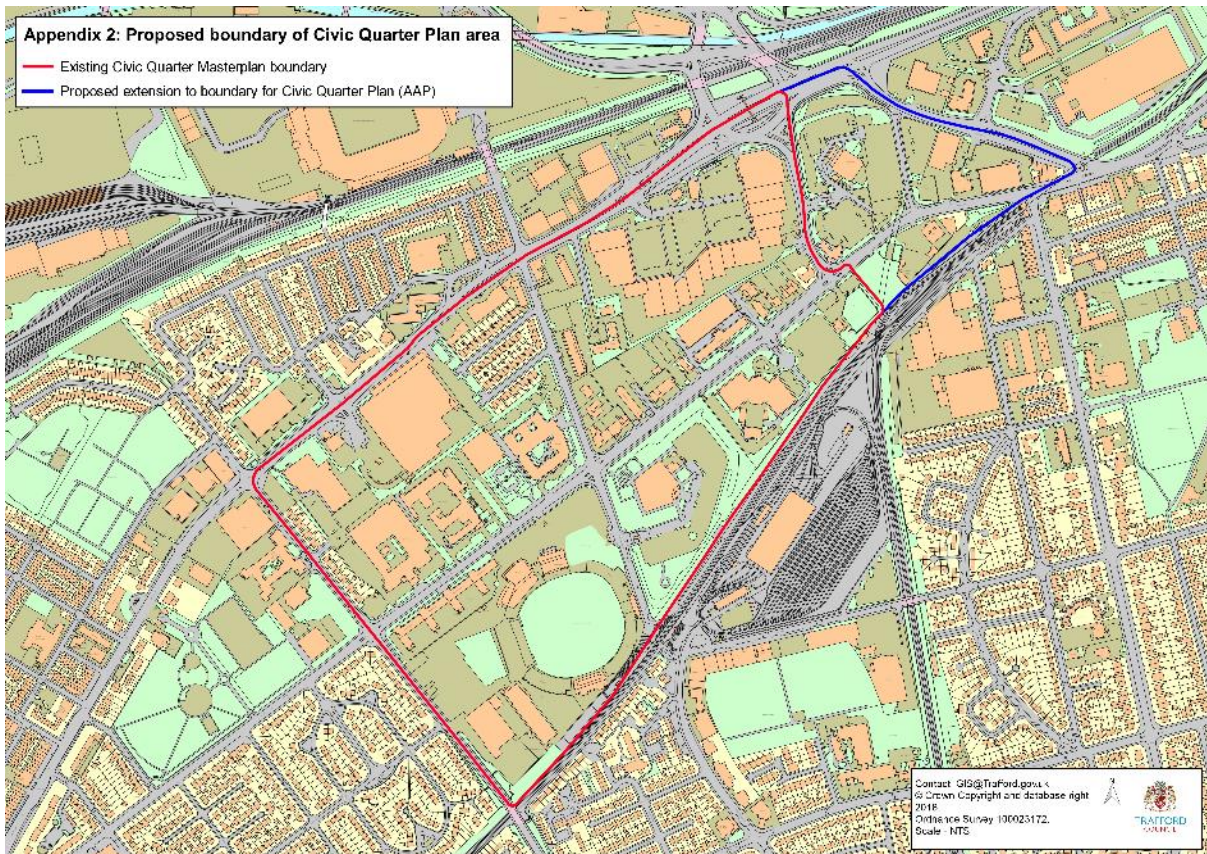 Appendix 2: Proposed boundary of Civic Quarter Plan area
Existing Civic Quarter Masterplan boundary
Proposed extension to boundary for Civic Quarter Plan (AAP)
Contact GIS@Trafford.gov.uk
© Crown Copyright and database right
2018.
Ordnance Survey 100023172.
Scale - NTS
TRAFFORD
COUNCIL